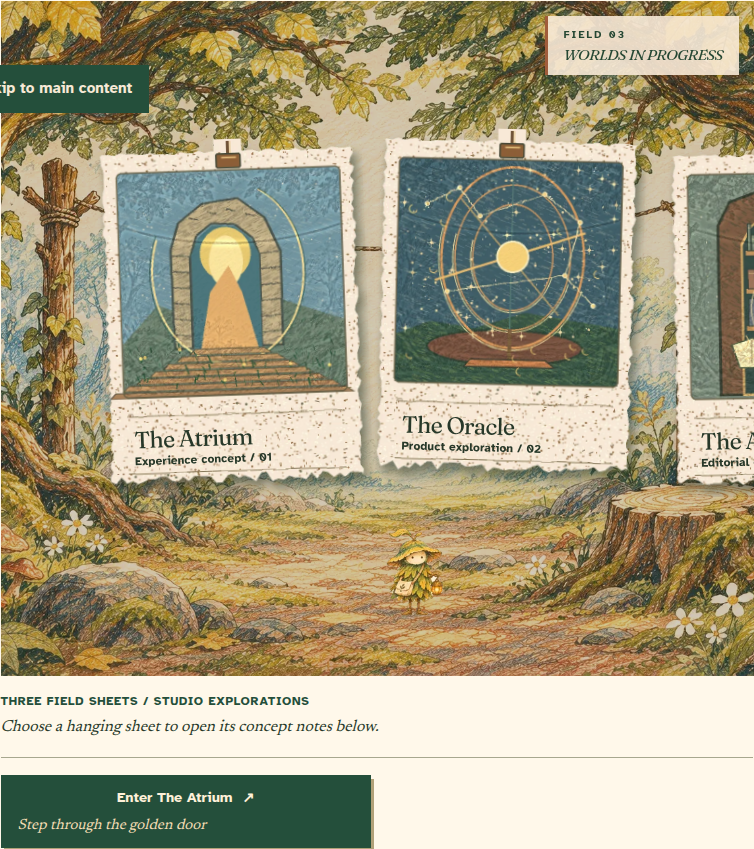 FIELD 03
WORLDS IN PROGRESS
ip to main content
The Atrium
Experience concept / 01
The Oracle
Product exploration / 02
The A
Editorial
THREE FIELD SHEETS / STUDIO EXPLORATIONS
Choose a hanging sheet to open its concept notes below.
Enter The Atrium ↗
Step through the golden door